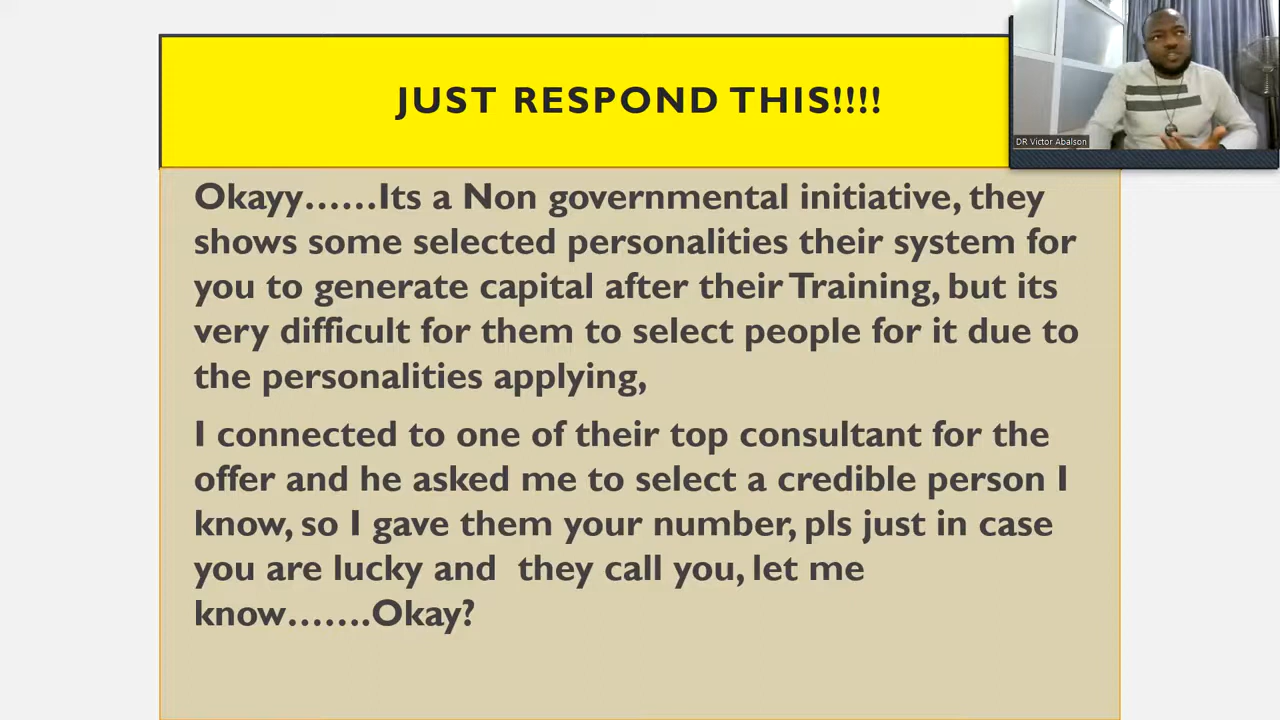 JUST RESPOND THIS!!!!
DR Victor Abalson
Okayy......Its a Non governmental initiative, they
shows some selected personalities their system for
you to generate capital after their Training, but its
very difficult for them to select people for it due to
the personalities applying,
I connected to one of their top consultant for the
offer and he asked me to select a credible person I
know, so I gave them your number, pls just in case
you are lucky and  they call you, let me
know.......Okay?